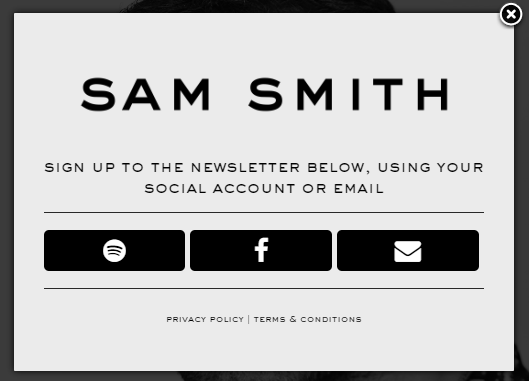 SAM SMITH
SIGN UP TO THE NEWSLETTER BELOW, USING YOUR
SOCIAL ACCOUNT OR EMAIL
PRIVACY POLICY | TERMS & CONDITIONS